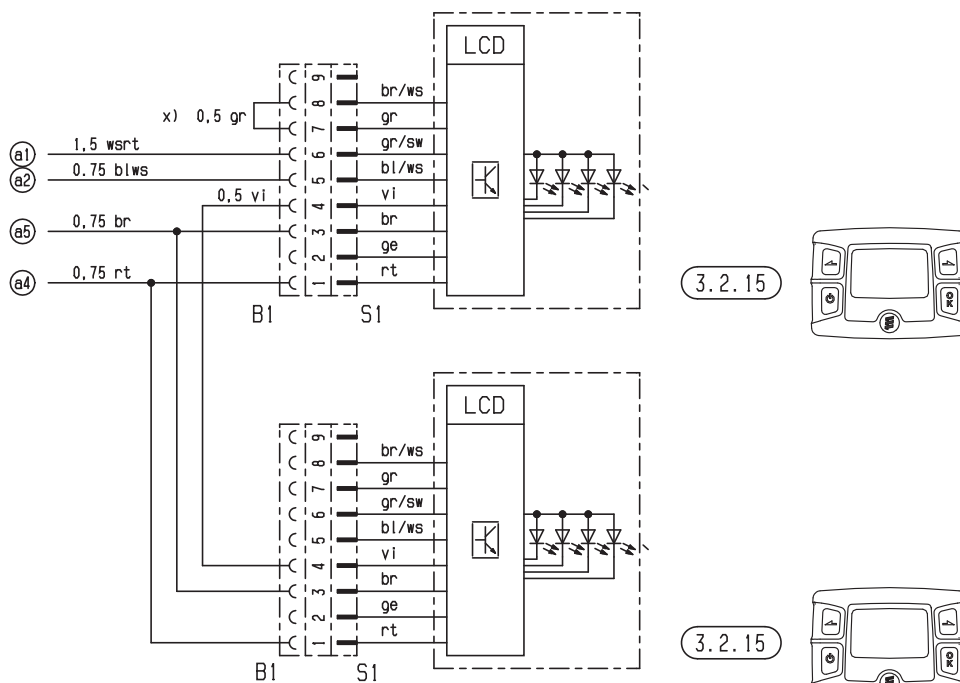 LCD
9
br/ws
8
x) 0,5 gr
gr
7
a1 1,5 wsrt
gr/sw
6
a2 0.75 blws
bl/ws
5
0,5 vi
vi
4
a5 0,75 br
br
3
ge
2
a4 0,75 rt
rt
1
B1 S1
3.2.15
OK
LCD
9
br/ws
8
gr
7
gr/sw
6
bl/ws
5
vi
4
br
3
ge
2
rt
1
B1 S1
3.2.15
OK